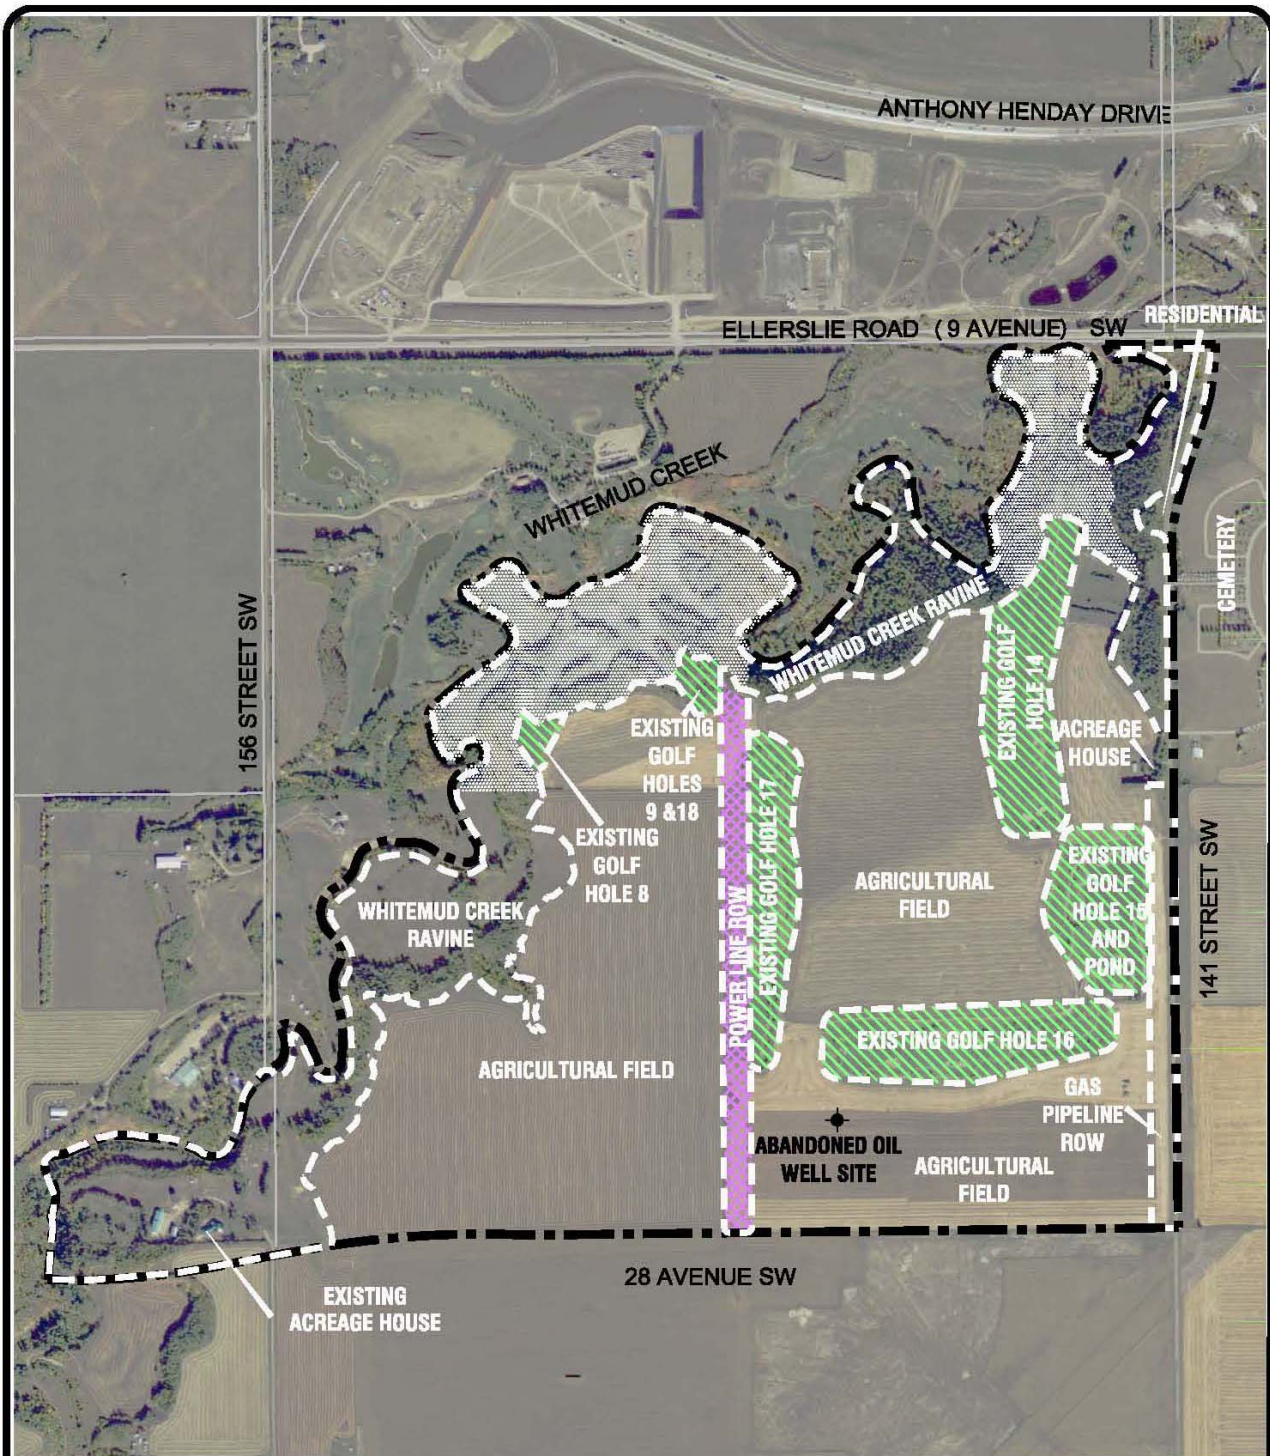 ANTHONY HENDAY DRIVE
RESIDENTIAL
ELLERSLIE ROAD ( 9 AVENUE) SW
WHITEMUD CREEK
CEMETERY
WHITEMUD CREEK RAVINE
156 STREET SW
EXISTING GOLF
HOLE 14
ACREAGE
HOUSE
EXISTING
GOLF
HOLES
9 &18
EXISTING
GOLF
HOLE 8
EXISTING GOLF HOLE 17
POWER LINE ROW
AGRICULTURAL
FIELD
EXISTING
GOLF
HOLE 15
AND
POND
141 STREET SW
WHITEMUD CREEK
RAVINE
EXISTING GOLF HOLE 16
AGRICULTURAL FIELD
GAS
PIPELINE
ROW
ABANDONED OIL
WELL SITE
AGRICULTURAL
FIELD
28 AVENUE SW
EXISTING
ACREAGE HOUSE